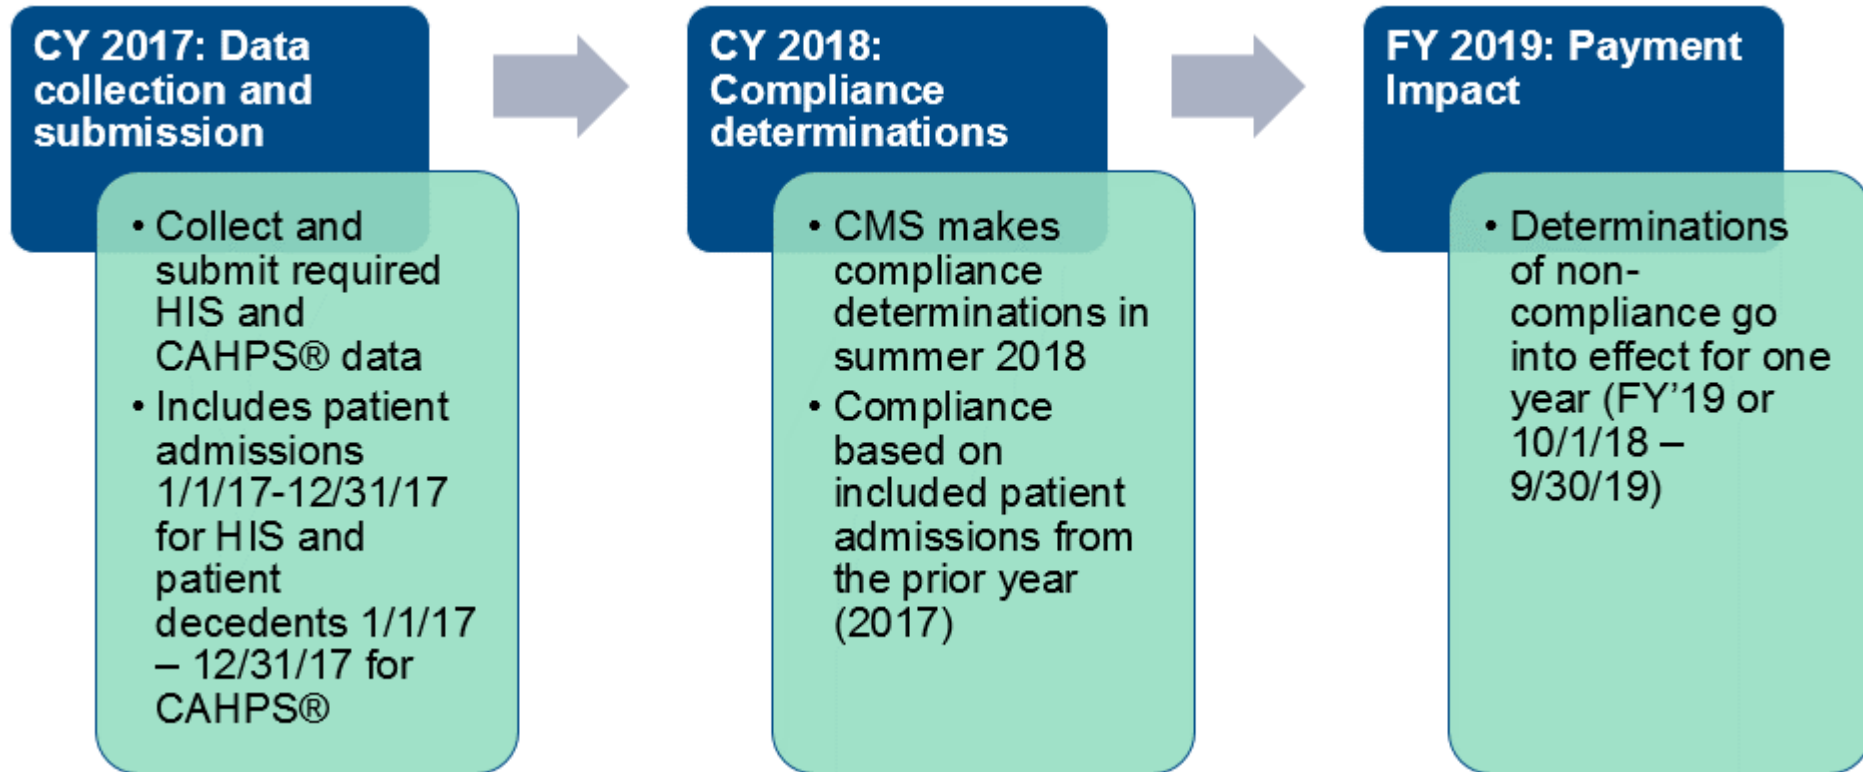 CY 2017: Data
collection and
submission
• Collect and
submit required
HIS and
CAHPS® data
• Includes patient
admissions
1/1/17-12/31/17
for HIS and
patient
decedents 1/1/17
– 12/31/17 for
CAHPS®
CY 2018:
Compliance
determinations
• CMS makes
compliance
determinations in
summer 2018
• Compliance
based on
included patient
admissions from
the prior year
(2017)
FY 2019: Payment
Impact
• Determinations
of non-
compliance go
into effect for one
year (FY’19 or
10/1/18 –
9/30/19)